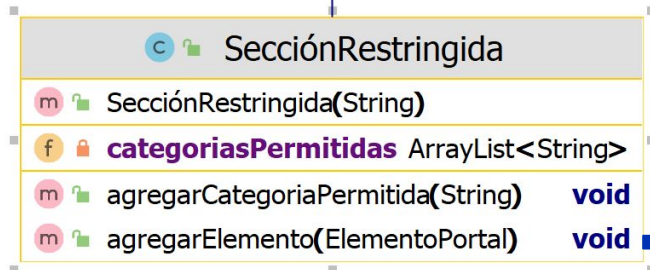 C SecciónRestringida
m SecciónRestringida(String)
f categoriasPermitidas ArrayList<String>
m agregarCategoriaPermitida(String) void
m agregarElemento(ElementoPortal) void